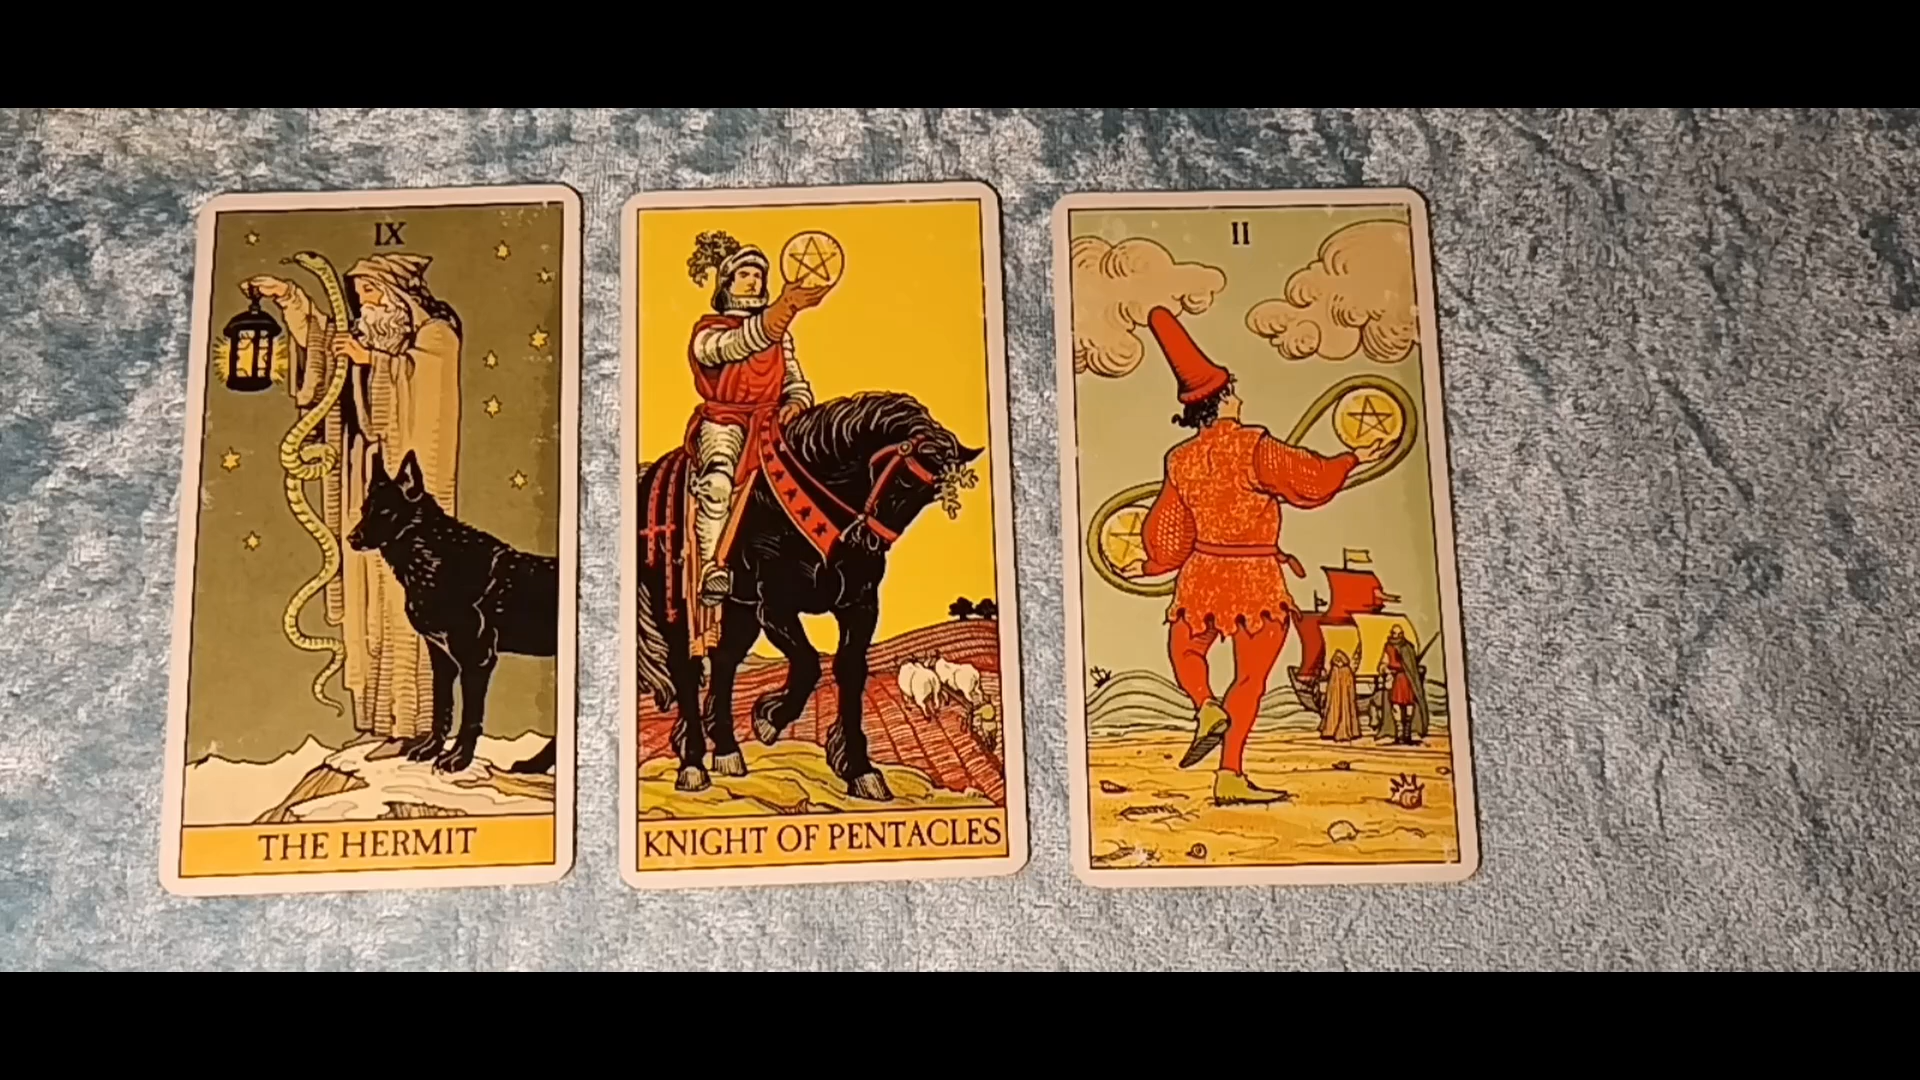 IX
THE HERMIT
KNIGHT OF PENTACLES
II